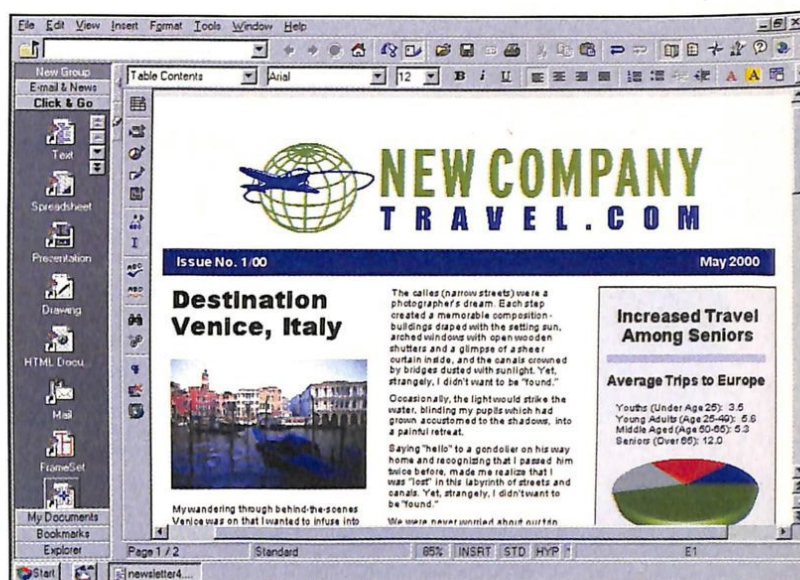 File Edit View Insert Format Tools Window Help
New Group
E-mail & News
Click & Go
Text
Spreadsheet
Presentation
Drawing
HTML Docu...
Mail
FrameSet
My Documents
Bookmarks
Explorer
Table Contents Arial 12 B i U A A
NEW COMPANY
TRAVEL.COM
Issue No. 1/00 May 2000
Destination
Venice, Italy
My wandering through behind-the-scenes
Venice was on that I wanted to infuse into
The calles (narrow streets) were a
photographer's dream. Each step
created a memorable composition-
buildings draped with the setting sun,
arched windows with open wooden
shutters and a glimpse of a sheer
curtain inside, and the canals crowned
by bridges dusted with sunlight. Yet,
strangely, I didn't want to be "found."
Occasionally, the light would strike the
water, blinding my pupils which had
grown accustomed to the shadows, into
a painful retreat.
Saying "hello" to a gondolier on his way
home and recognizing that I passed him
twice before, made me realize that I
was "lost" in this labyrinth of streets and
canals. Yet, strangely, I didn't want to
be "found."
We were never worried about our trip
Increased Travel
Among Seniors
Average Trips to Europe
Youths (Under Age 25): 3.5
Young Adults (Age 25-49): 5.6
Middle Aged (Age 50-65): 5.3
Seniors (Over 65): 12.0
Page 1 / 2 Standard 85% INSRT STD HYP * E1
Start newsletter4....